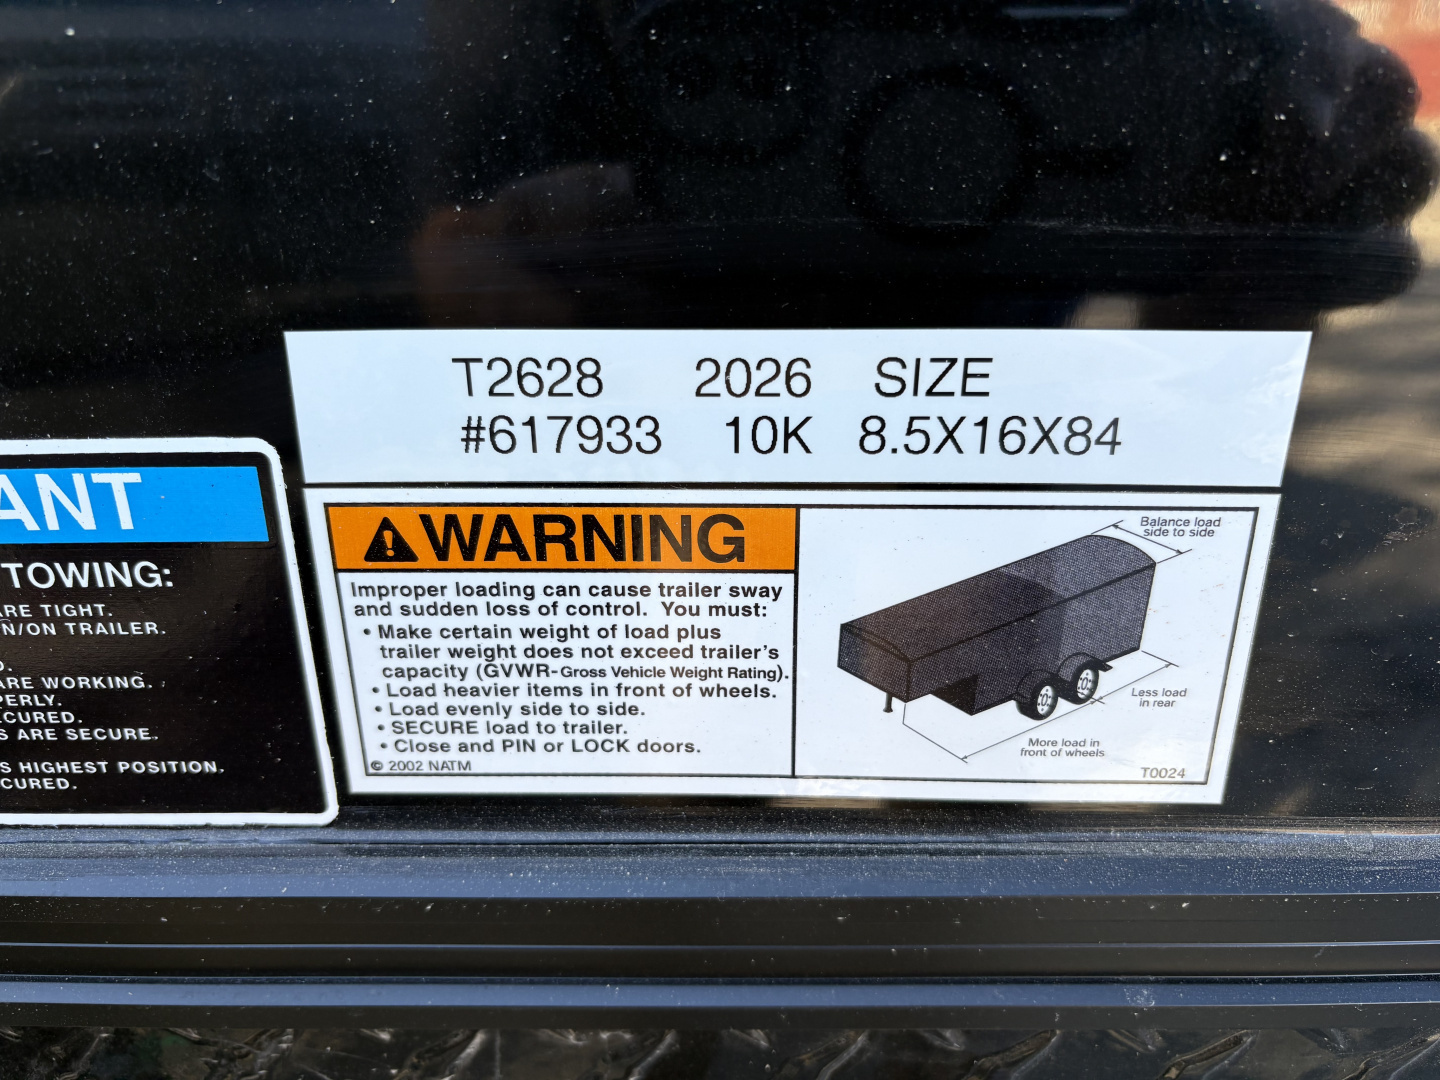 T2628 2026 SIZE
#617933 10K 8.5X16X84
ANT
TOWING:
RE TIGHT.
N/ON TRAILER.
D.
ARE WORKING.
PERLY.
CURED.
S ARE SECURE.
S HIGHEST POSITION.
CURED.
WARNING
Improper loading can cause trailer sway
and sudden loss of control. You must:
• Make certain weight of load plus
trailer weight does not exceed trailer's
capacity (GVWR-Gross Vehicle Weight Rating).
• Load heavier items in front of wheels.
• Load evenly side to side.
• SECURE load to trailer.
• Close and PIN or LOCK doors.
© 2002 NATM
Balance load
side to side
Less load
in rear
More load in
front of wheels
T0024